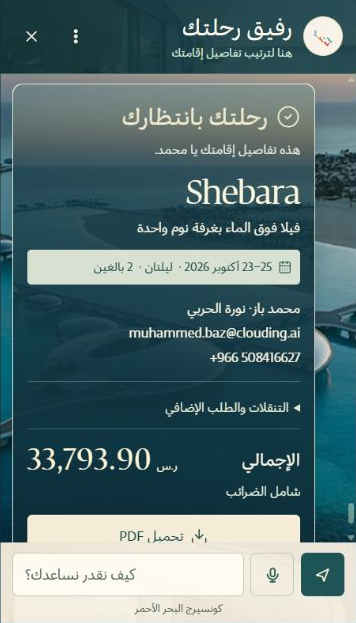 رفيق رحلتك
هنا لترتيب تفاصيل إقامتك
رحلتك بانتظارك
هذه تفاصيل إقامتك يا محمد.
Shebara
فيلا فوق الماء بغرفة نوم واحدة
23–25 أكتوبر 2026 · ليلتان · 2 بالغين
محمد باز · نورة الحربي
muhammed.baz@clouding.ai
+966 508416627
التنقلات والطلب الإضافي
الإجمالي 33,793.90 ر.س
شامل الضرائب
تحميل PDF
كيف نقدر نساعدك؟
كونسيرج البحر الأحمر